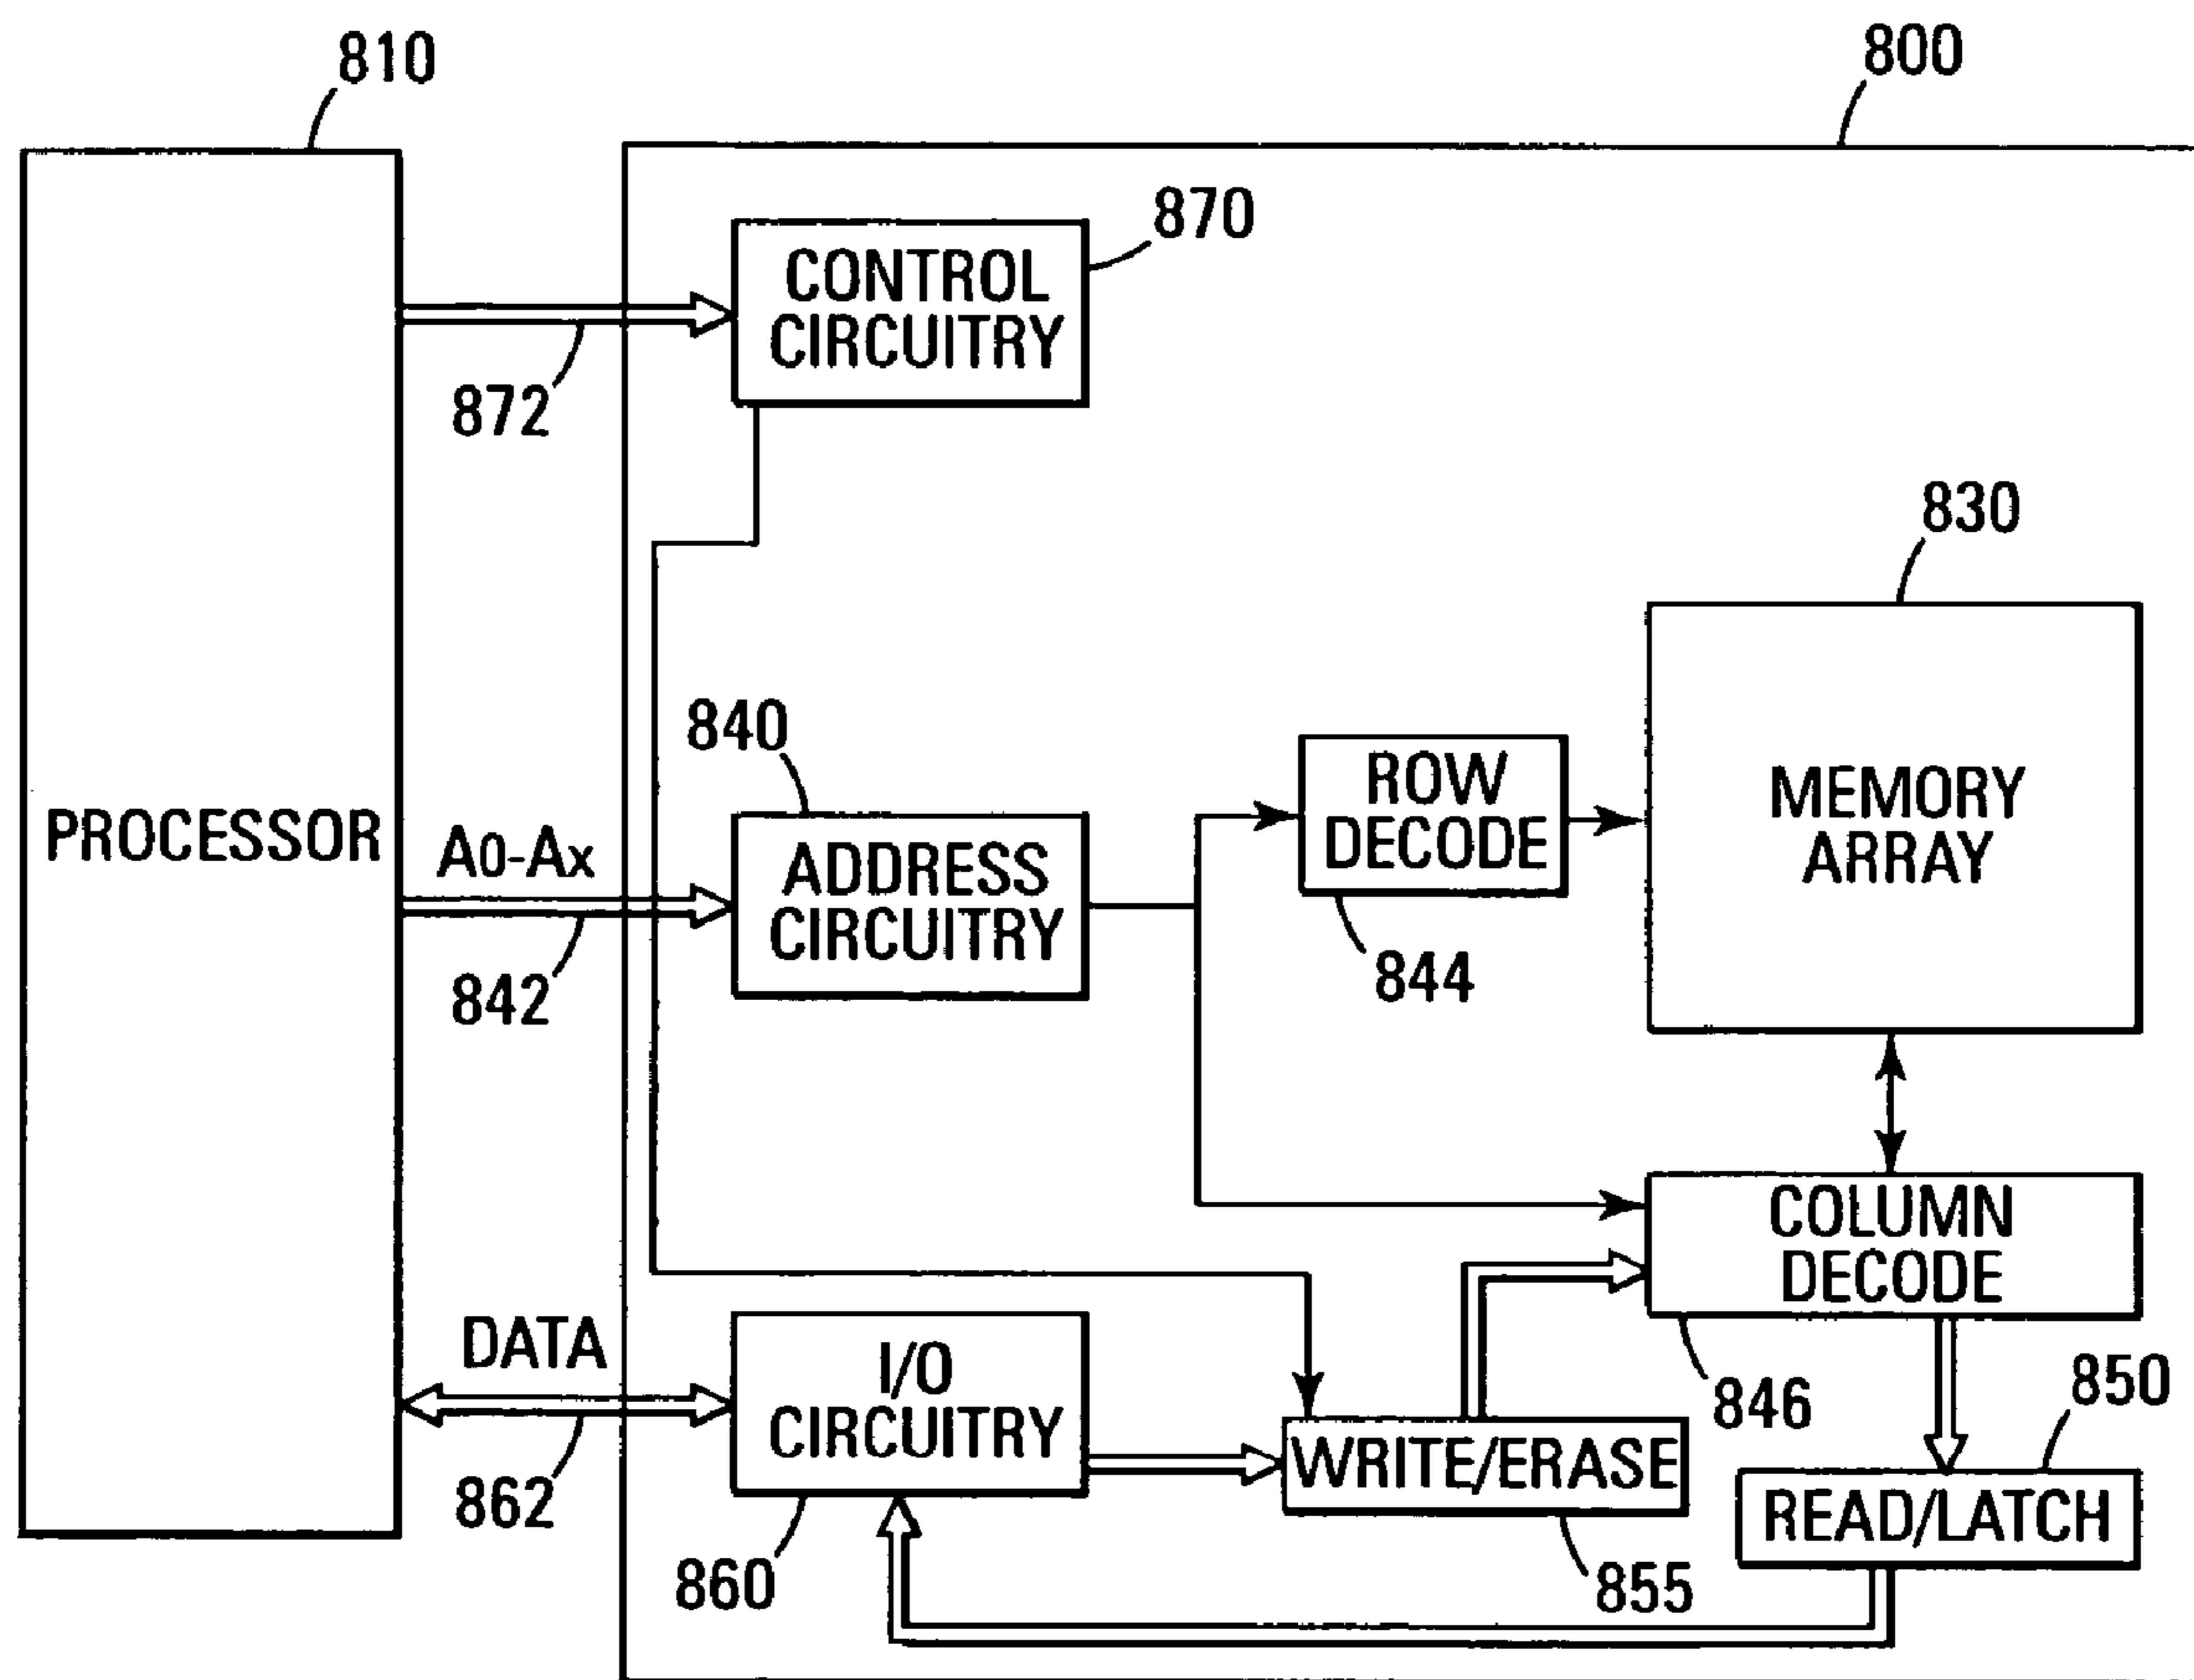 810
800
870
CONTROL
CIRCUITRY
872
830
840
ROW
DECODE
MEMORY
ARRAY
PROCESSOR
A0-Ax
ADDRESS
CIRCUITRY
844
842
COLUMN
DECODE
DATA
I/O
CIRCUITRY
846
850
WRITE/ERASE
READ/LATCH
862
860
855